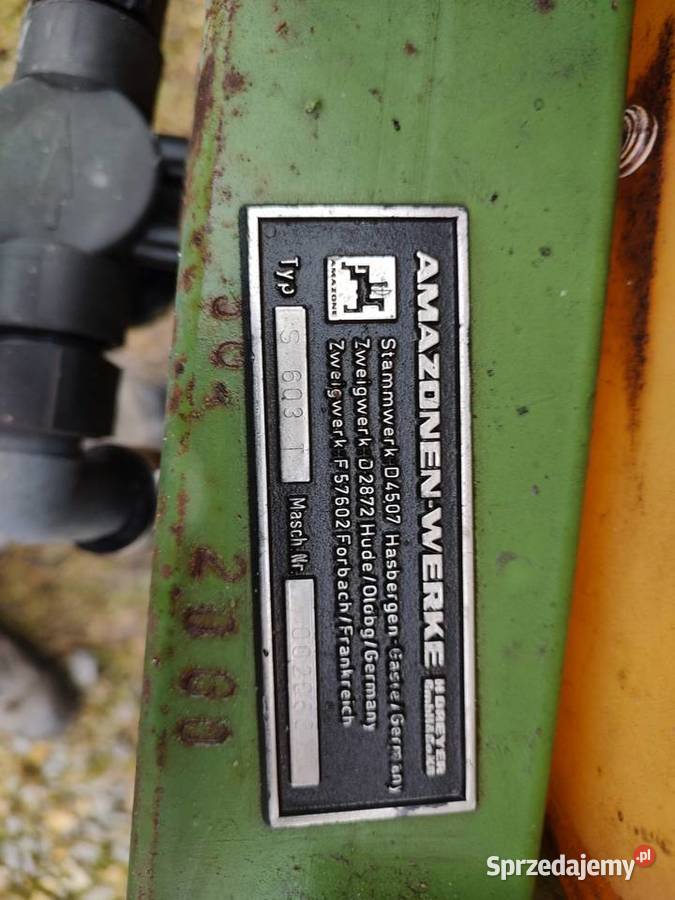 AMAZONEN-WERKE H. DREYER
GmbH & Co. KG
AMAZONE
Stammwerk D4507 Hasbergen-Gaste/Germany
Zweigwerk D2872 Hude/Oldbg/Germany
Zweigwerk F57602 Forbach/Frankreich
Typ S 603 T Masch.Nr.
2060
Sprzedajemy.pl